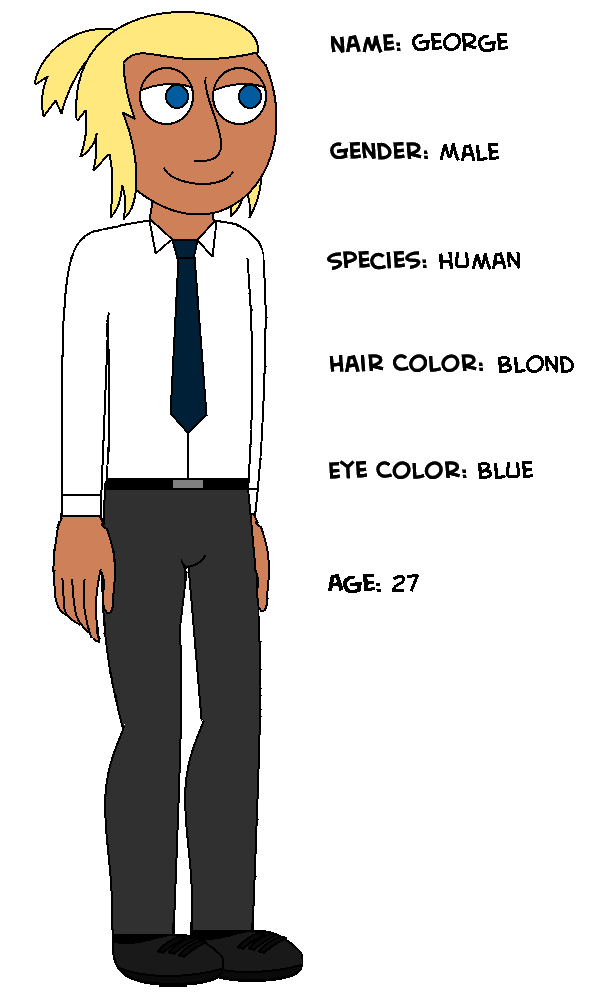 NAME: GEORGE
GENDER: MALE
SPECIES: HUMAN
HAIR COLOR: BLOND
EYE COLOR: BLUE
AGE: 27